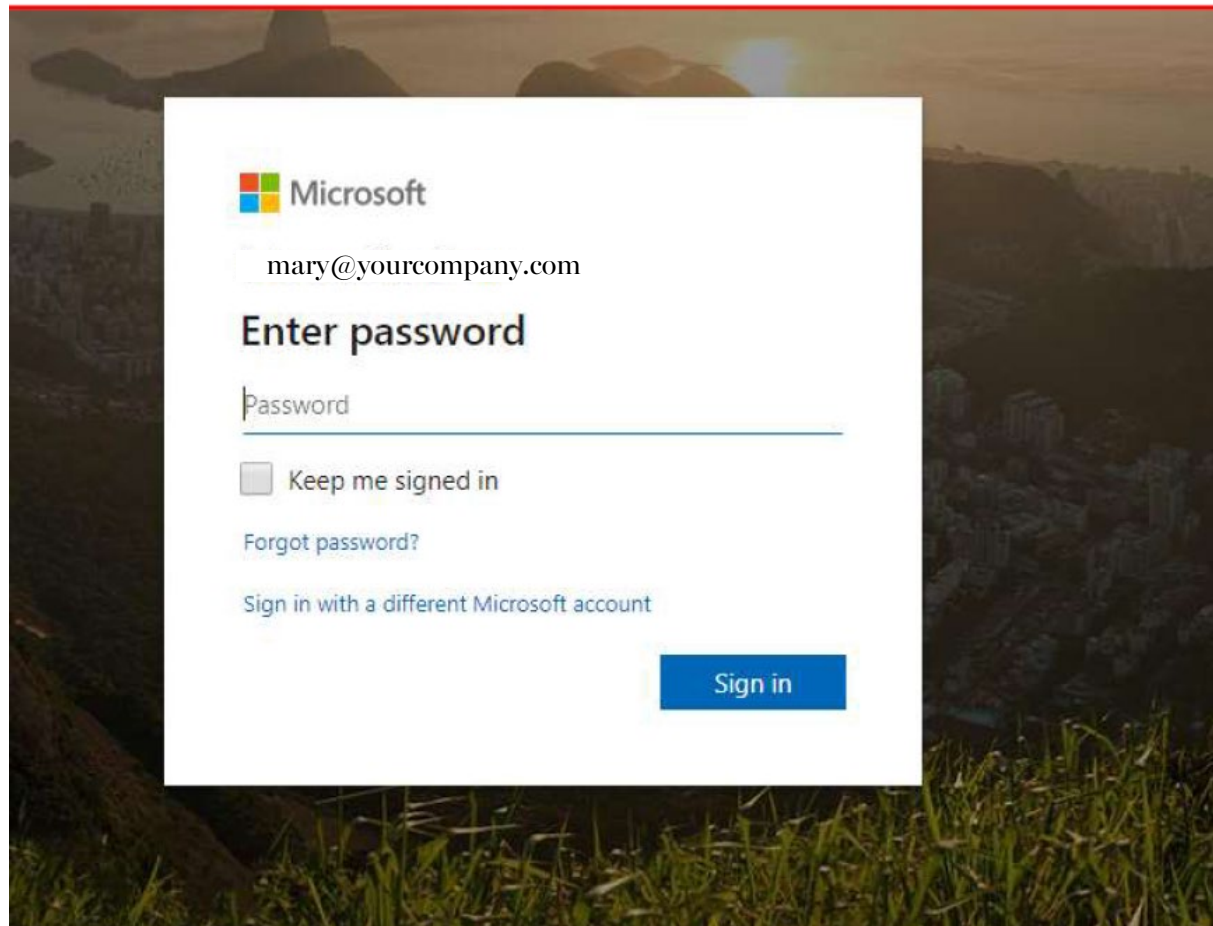 Microsoft
mary@yourcompany.com
Enter password
Password
Keep me signed in
Forgot password?
Sign in with a different Microsoft account
Sign in